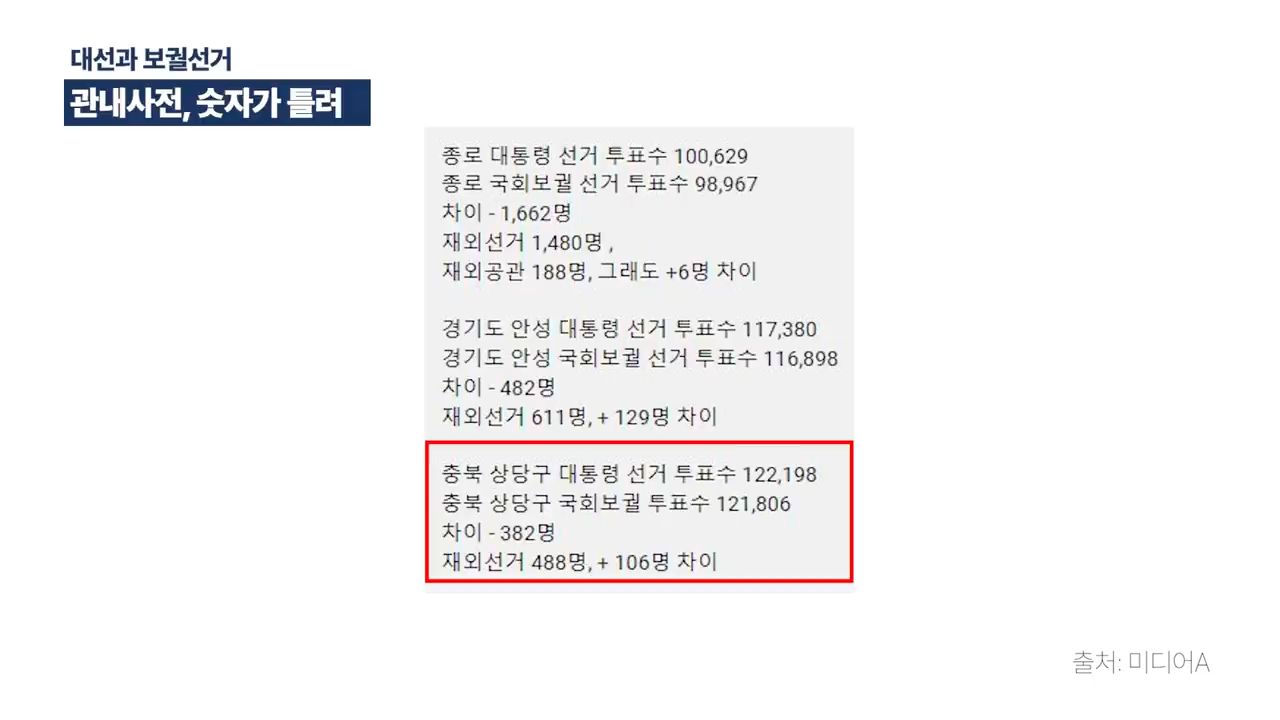 대선과 보궐선거
관내사전, 숫자가 틀려
종로 대통령 선거 투표수 100,629
종로 국회보궐 선거 투표수 98,967
차이 - 1,662명
재외선거 1,480명 ,
재외공관 188명, 그래도 +6명 차이
경기도 안성 대통령 선거 투표수 117,380
경기도 안성 국회보궐 선거 투표수 116,898
차이 - 482명
재외선거 611명, + 129명 차이
충북 상당구 대통령 선거 투표수 122,198
충북 상당구 국회보궐 투표수 121,806
차이 - 382명
재외선거 488명, + 106명 차이
출처: 미디어A